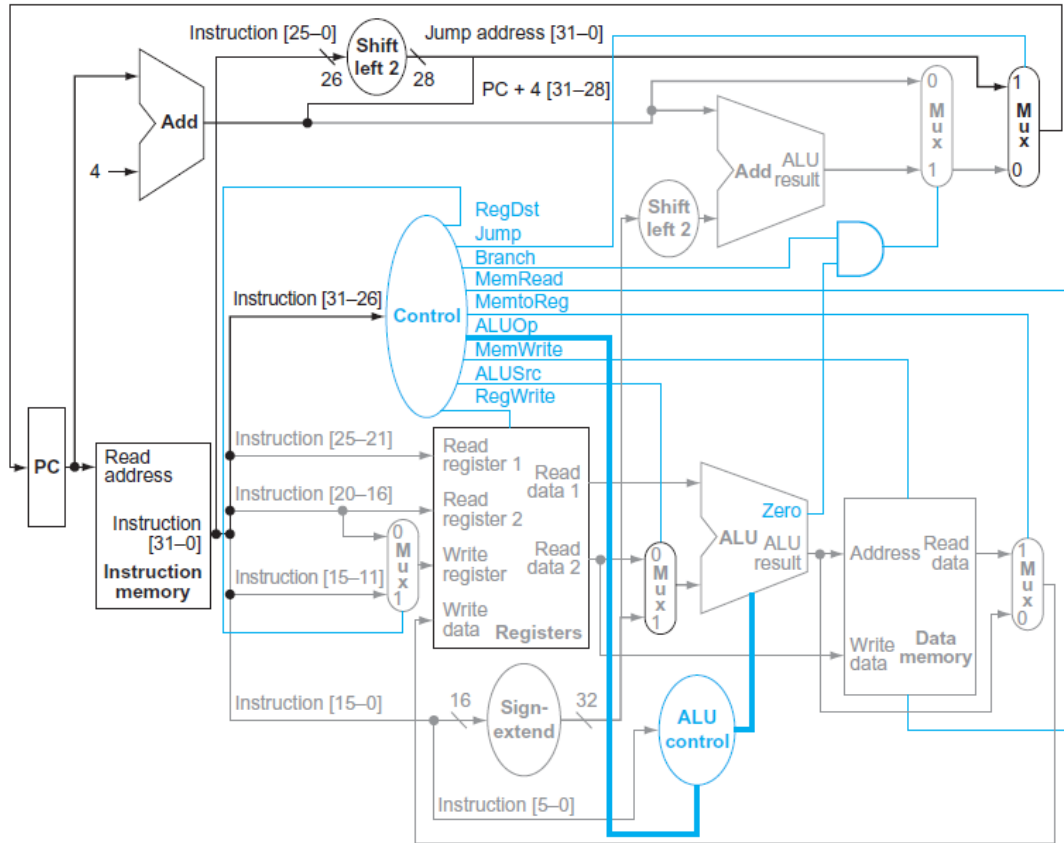 Instruction [25–0]
Shift
left 2
Jump address [31–0]
26
28
PC + 4 [31–28]
Add
4
0
M
u
x
1
1
M
u
x
0
Add
ALU
result
Shift
left 2
RegDst
Jump
Branch
MemRead
MemtoReg
ALUOp
MemWrite
ALUSrc
RegWrite
Instruction [31–26]
Control
PC
Read
address
Instruction
[31–0]
Instruction
memory
Instruction [25–21]
Instruction [20–16]
Instruction [15–11]
0
M
u
x
1
Read
register 1
Read
register 2
Write
register
Write
data
Read
data 1
Read
data 2
Registers
0
M
u
x
1
Zero
ALU
ALU
result
Address
Read
data
Write
data
Data
memory
1
M
u
x
0
Instruction [15–0]
16
Sign-
extend
32
ALU
control
Instruction [5–0]